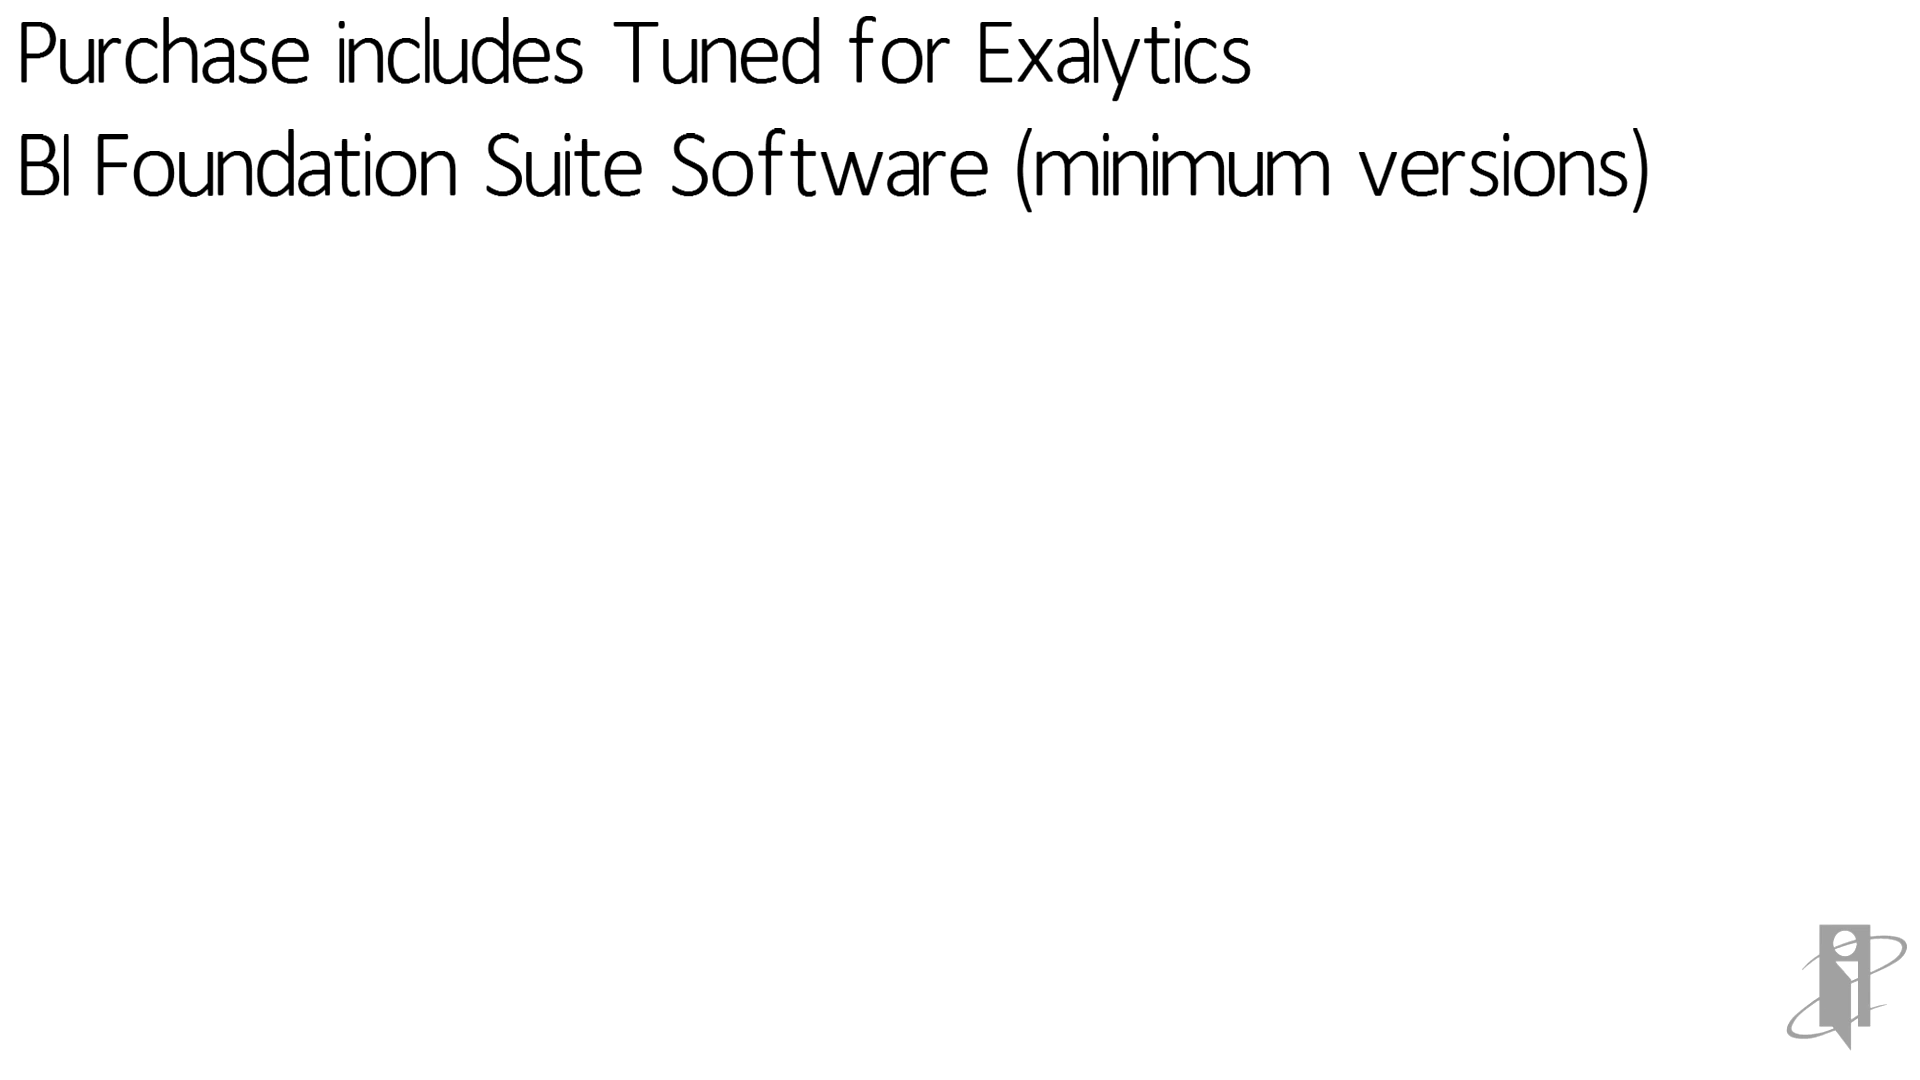 Purchase includes Tuned for Exalytics
BI Foundation Suite Software (minimum versions)